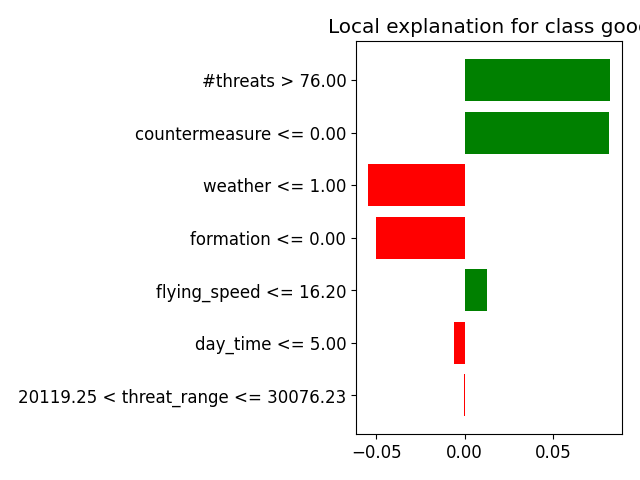 Local explanation for class goo
#threats > 76.00
countermeasure <= 0.00
weather <= 1.00
formation <= 0.00
flying_speed <= 16.20
day_time <= 5.00
20119.25 < threat_range <= 30076.23
−0.05 0.00 0.05